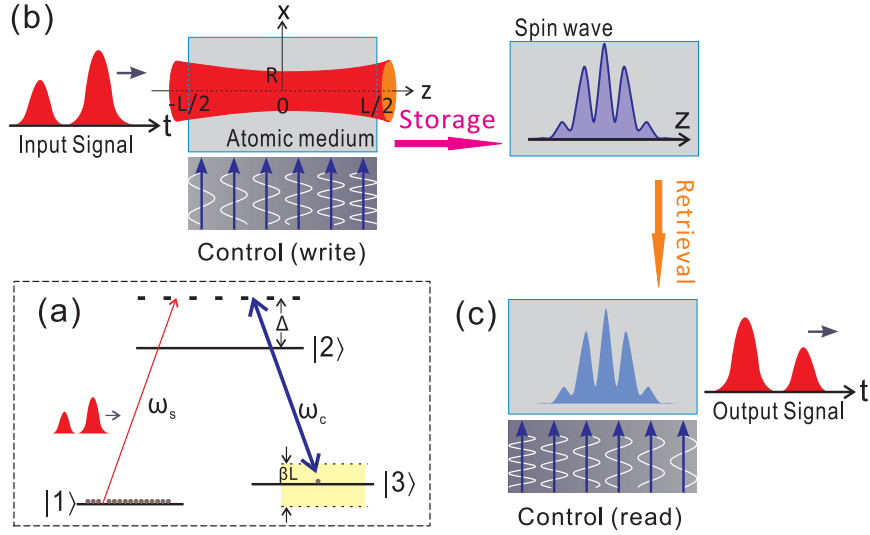 (b)
x
R
-L/2
0
L/2
z
t
Input Signal
Atomic medium
Storage
Control (write)
Spin wave
Z
Retrieval
(a)
Δ
|2⟩
ω_s
ω_c
βL
|1⟩
|3⟩
(c)
t
Output Signal
Control (read)